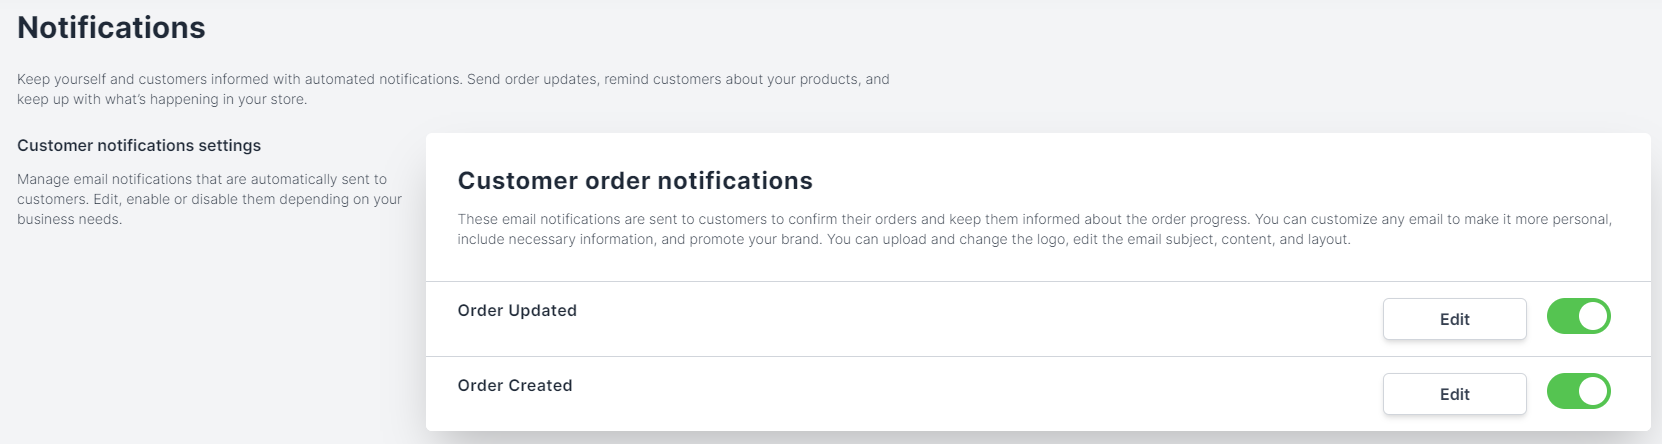 Notifications
Keep yourself and customers informed with automated notifications. Send order updates, remind customers about your products, and
keep up with what's happening in your store.
Customer notifications settings
Manage email notifications that are automatically sent to
customers. Edit, enable or disable them depending on your
business needs.
Customer order notifications
These email notifications are sent to customers to confirm their orders and keep them informed about the order progress. You can customize any email to make it more personal,
include necessary information, and promote your brand. You can upload and change the logo, edit the email subject, content, and layout.
Order Updated
Edit
Order Created
Edit